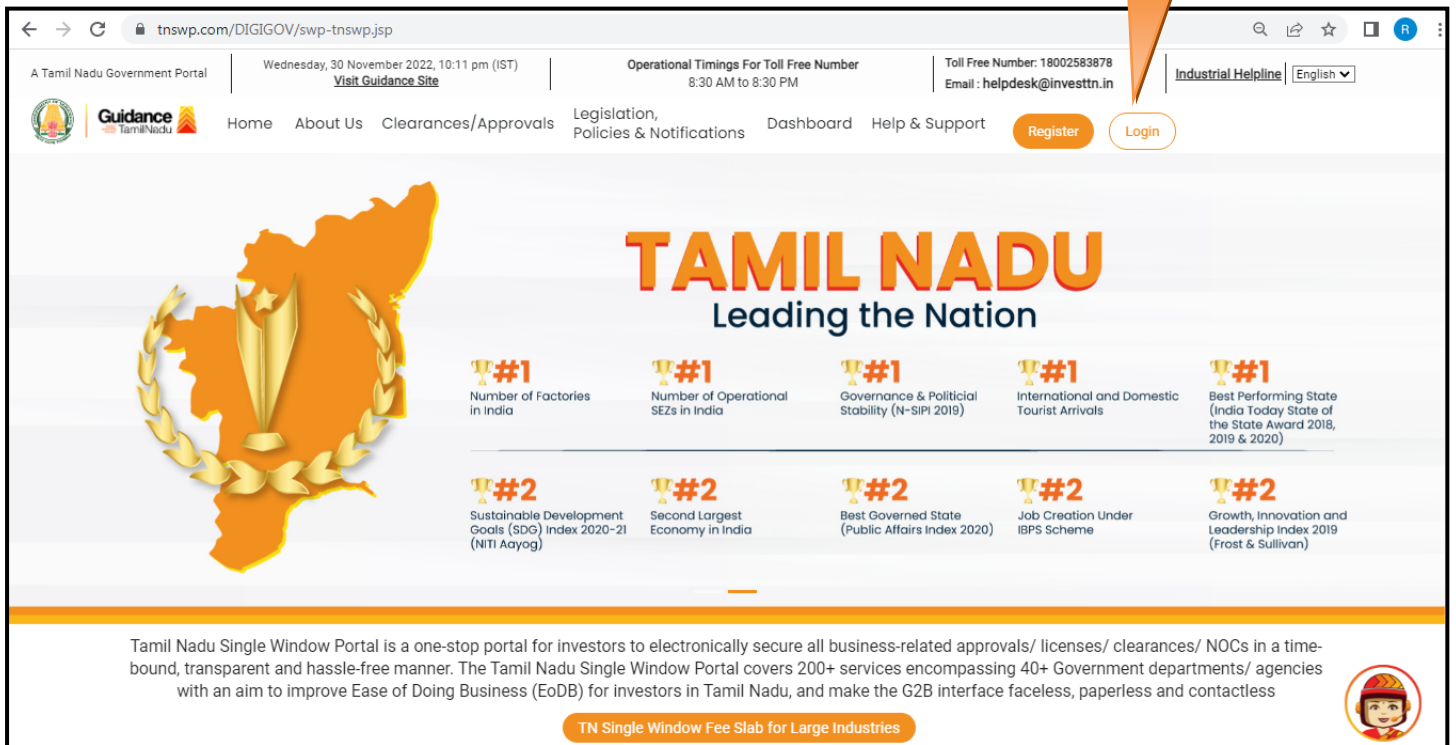 tnswp.com/DIGIGOV/swp-tnswp.jsp
R
A Tamil Nadu Government Portal
Wednesday, 30 November 2022, 10:11 pm (IST)
Visit Guidance Site
Operational Timings For Toll Free Number
8:30 AM to 8:30 PM
Toll Free Number: 18002583878
Email : helpdesk@investtn.in
Industrial Helpline
English
Guidance
TamilNadu
Home
About Us
Clearances/Approvals
Legislation,
Policies & Notifications
Dashboard
Help & Support
Register
Login
TAMIL NADU
Leading the Nation
#1
Number of Factories
in India
#1
Number of Operational
SEZs in India
#1
Governance & Politicial
Stability (N-SIPI 2019)
#1
International and Domestic
Tourist Arrivals
#1
Best Performing State
(India Today State of
the State Award 2018,
2019 & 2020)
#2
Sustainable Development
Goals (SDG) Index 2020-21
(NITI Aayog)
#2
Second Largest
Economy in India
#2
Best Governed State
(Public Affairs Index 2020)
#2
Job Creation Under
IBPS Scheme
#2
Growth, Innovation and
Leadership Index 2019
(Frost & Sullivan)
Tamil Nadu Single Window Portal is a one-stop portal for investors to electronically secure all business-related approvals/ licenses/ clearances/ NOCs in a time-
bound, transparent and hassle-free manner. The Tamil Nadu Single Window Portal covers 200+ services encompassing 40+ Government departments/ agencies
with an aim to improve Ease of Doing Business (EoDB) for investors in Tamil Nadu, and make the G2B interface faceless, paperless and contactless
TN Single Window Fee Slab for Large Industries